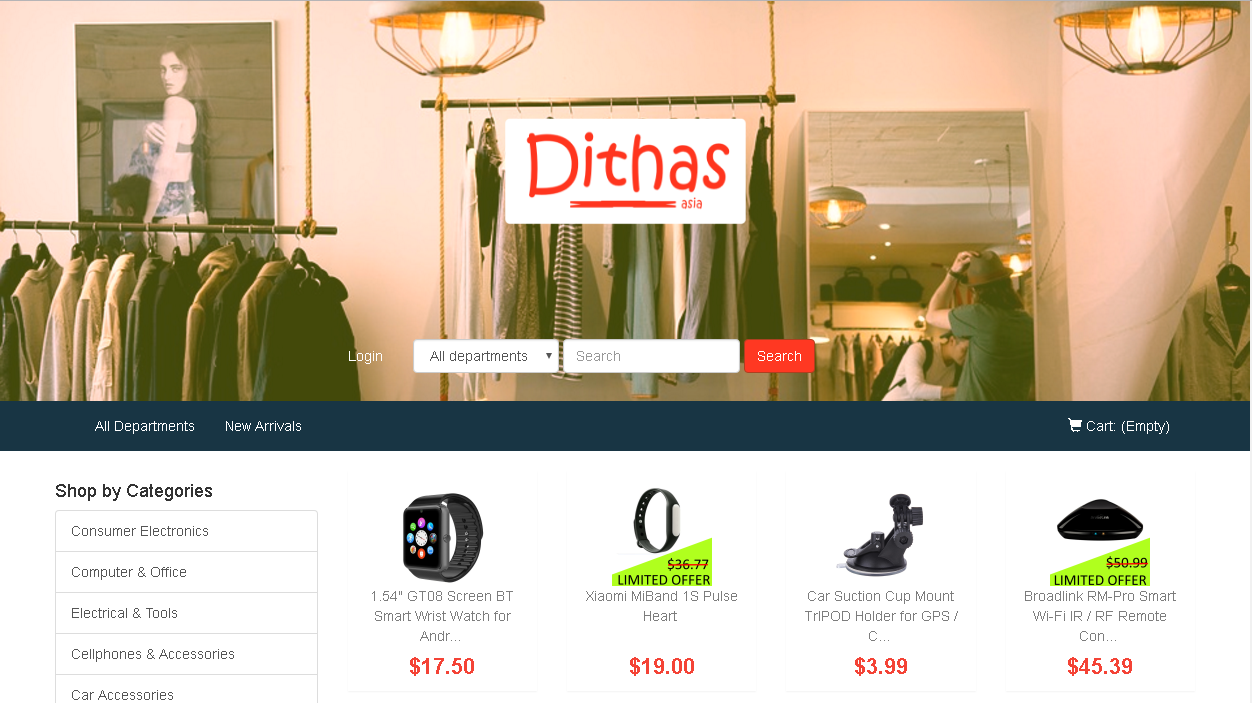 Dithas
asia
Login
All departments
Search
Search
All Departments
New Arrivals
Cart: (Empty)
Shop by Categories
Consumer Electronics
Computer & Office
Electrical & Tools
Cellphones & Accessories
Car Accessories
1.54" GT08 Screen BT
Smart Wrist Watch for
Andr...
$17.50
$36.77
LIMITED OFFER
Xiaomi MiBand 1S Pulse
Heart
$19.00
Car Suction Cup Mount
TrIPOD Holder for GPS /
C...
$3.99
$50.99
LIMITED OFFER
Broadlink RM-Pro Smart
Wi-Fi IR / RF Remote
Con...
$45.39